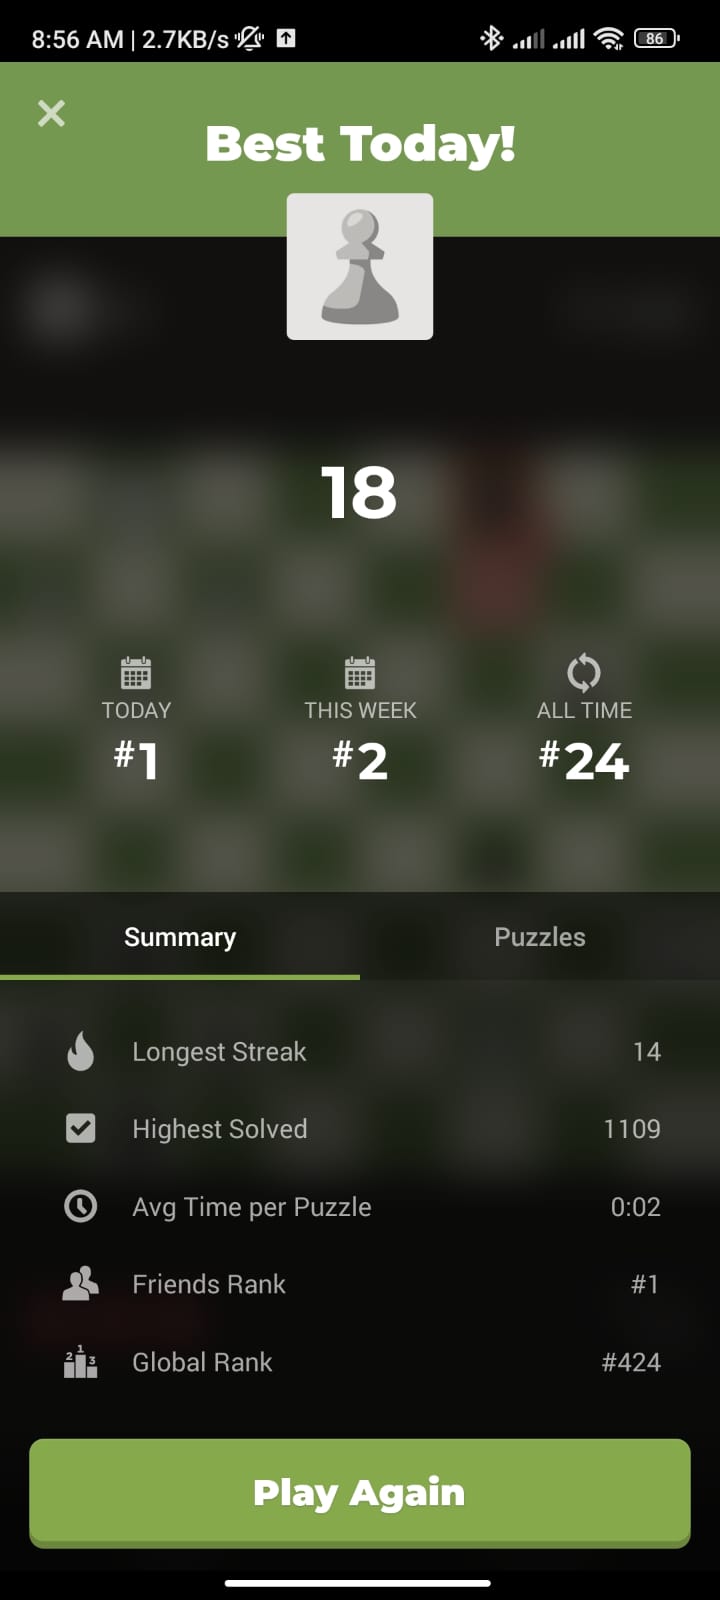 8:56 AM | 2.7KB/s
86
Best Today!
18
TODAY THIS WEEK ALL TIME
#1 #2 #24
Summary Puzzles
Longest Streak 14
Highest Solved 1109
Avg Time per Puzzle 0:02
Friends Rank #1
Global Rank #424
Play Again